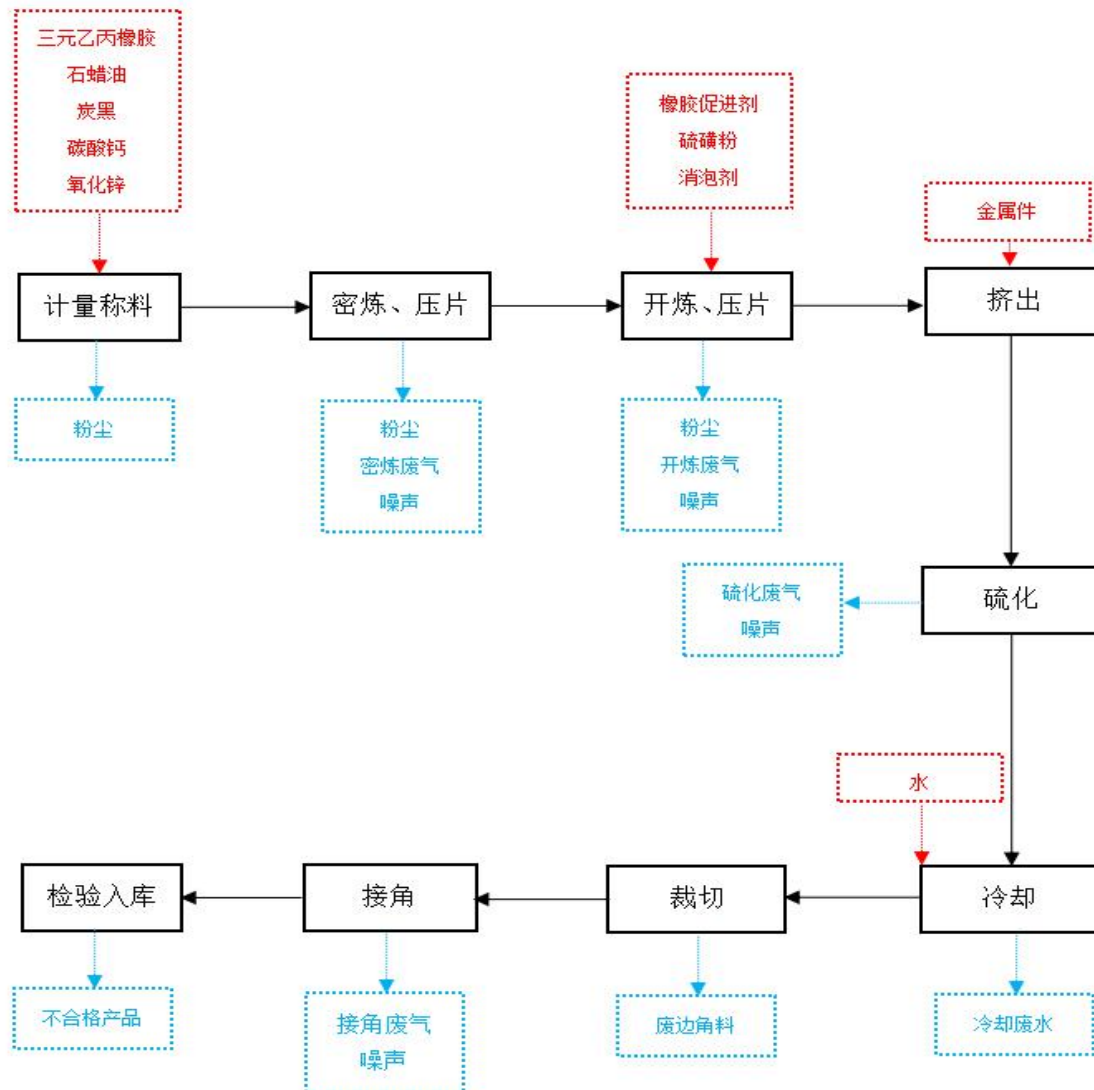 三元乙丙橡胶
石蜡油
炭黑
碳酸钙
氧化锌
橡胶促进剂
硫磺粉
消泡剂
金属件
计量称料
密炼、压片
开炼、压片
挤出
粉尘
粉尘
密炼废气
噪声
粉尘
开炼废气
噪声
硫化废气
噪声
硫化
水
检验入库
接角
裁切
冷却
不合格产品
接角废气
噪声
废边角料
冷却废水